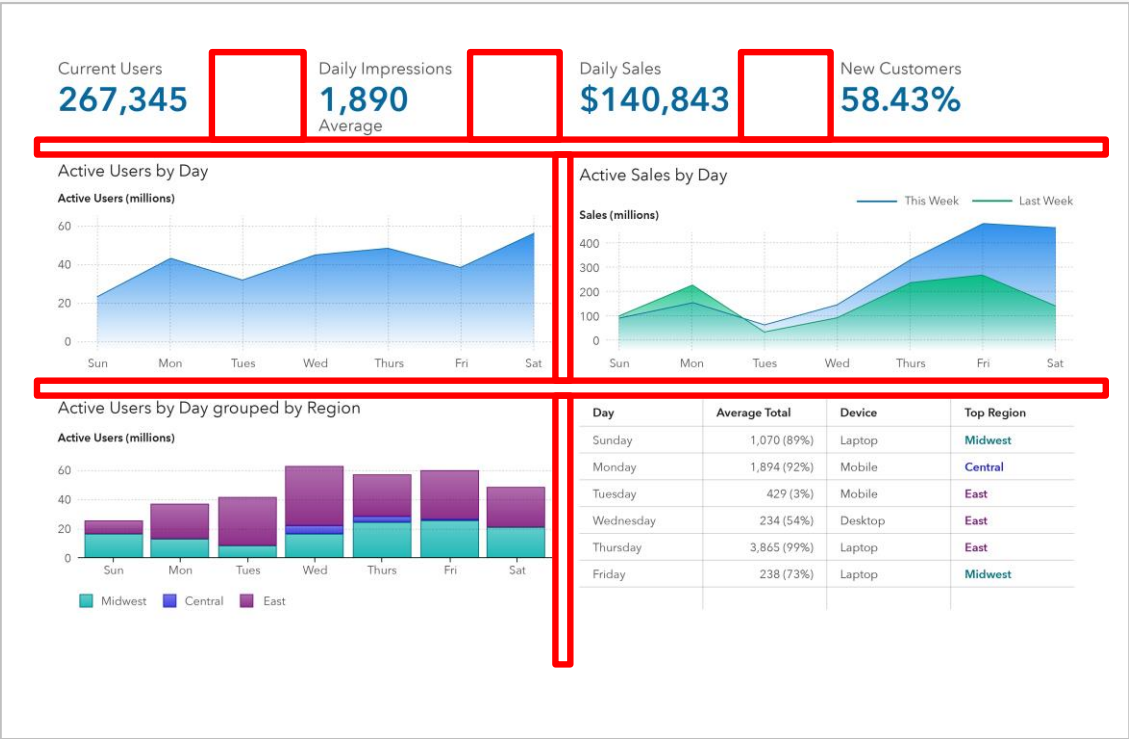 Current Users
267,345
Daily Impressions
1,890
Average
Daily Sales
$140,843
New Customers
58.43%
Active Users by Day
Active Users (millions)
60
40
20
0
Sun Mon Tues Wed Thurs Fri Sat
Active Sales by Day
This Week Last Week
Sales (millions)
400
300
200
100
0
Sun Mon Tues Wed Thurs Fri Sat
Active Users by Day grouped by Region
Active Users (millions)
60
40
20
0
Sun Mon Tues Wed Thurs Fri Sat
Midwest Central East
Day Average Total Device Top Region
Sunday 1,070 (89%) Laptop Midwest
Monday 1,894 (92%) Mobile Central
Tuesday 429 (3%) Mobile East
Wednesday 234 (54%) Desktop East
Thursday 3,865 (99%) Laptop East
Friday 238 (73%) Laptop Midwest